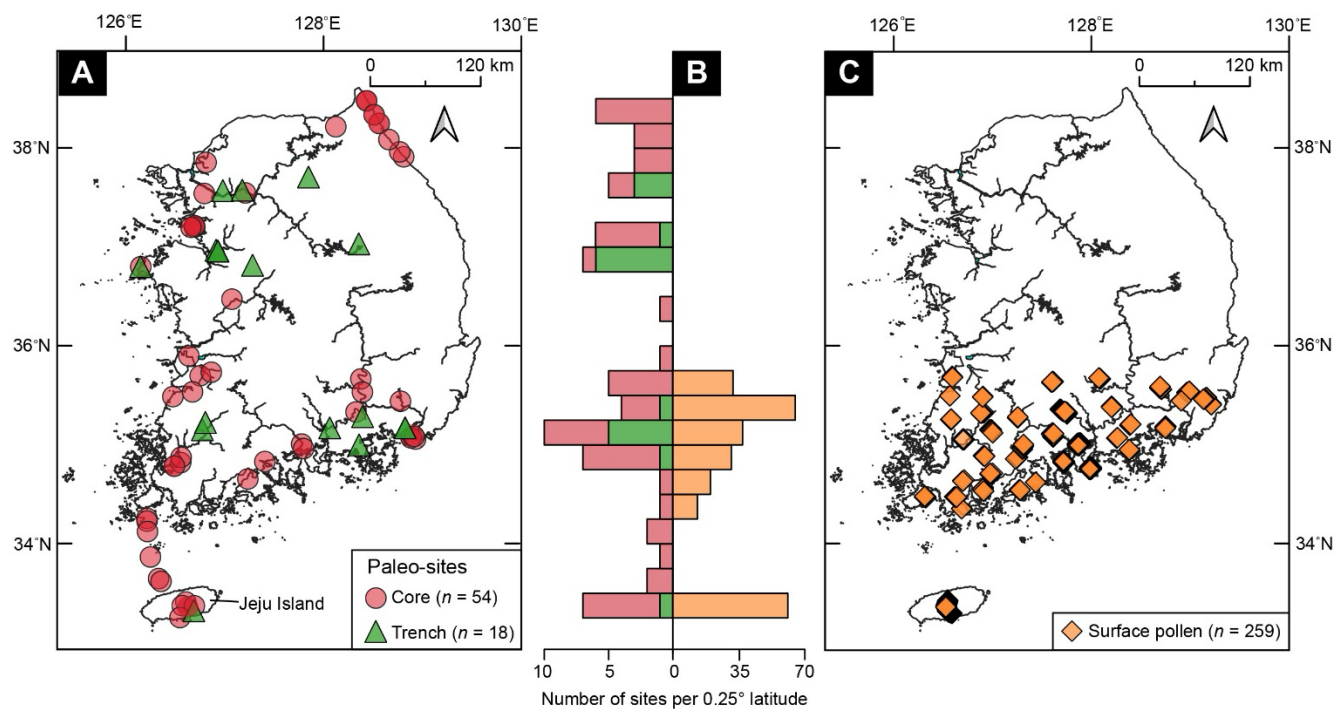 126°E 128°E 130°E
A
0 120 km
38°N
36°N
34°N
Jeju Island
Paleo-sites
Core (n = 54)
Trench (n = 18)
B
10 5 0 35 70
Number of sites per 0.25° latitude
126°E 128°E 130°E
C
0 120 km
38°N
36°N
34°N
Surface pollen (n = 259)